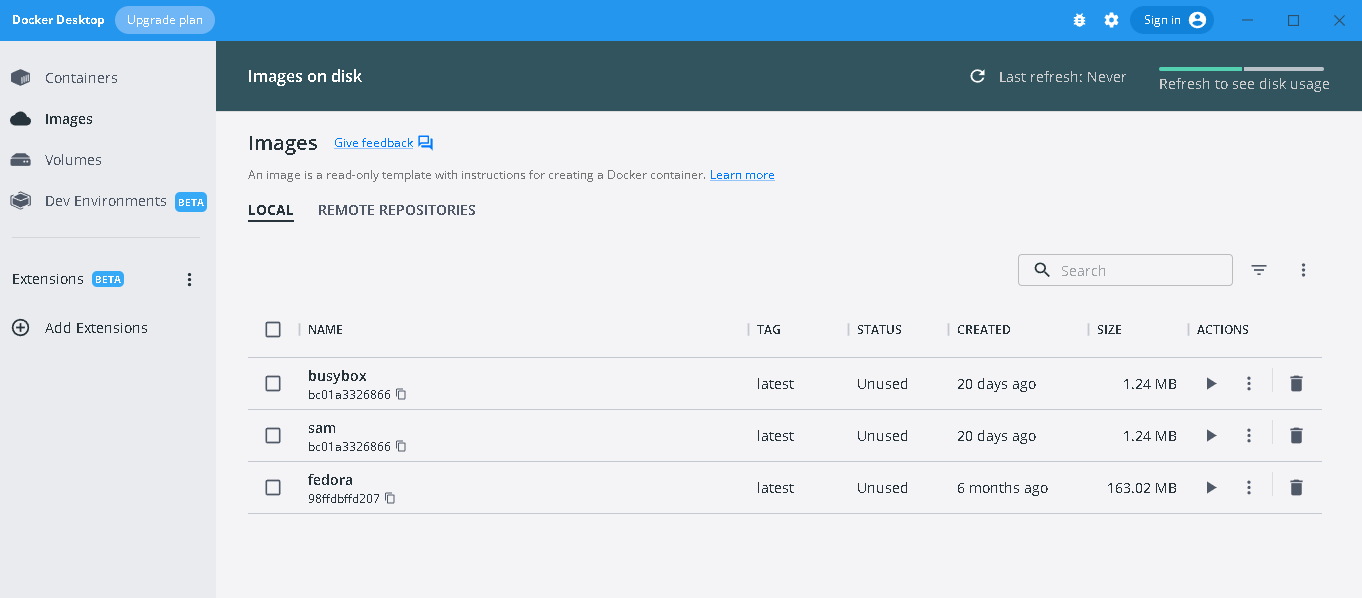 Docker Desktop Upgrade plan Sign in
Containers
Images
Volumes
Dev Environments BETA
Extensions BETA
Add Extensions
Images on disk Last refresh: Never Refresh to see disk usage
Images Give feedback
An image is a read-only template with instructions for creating a Docker container. Learn more
LOCAL REMOTE REPOSITORIES
Search
NAME TAG STATUS CREATED SIZE ACTIONS
busybox latest Unused 20 days ago 1.24 MB
bc01a3326866
sam latest Unused 20 days ago 1.24 MB
bc01a3326866
fedora latest Unused 6 months ago 163.02 MB
98ffdbffd207